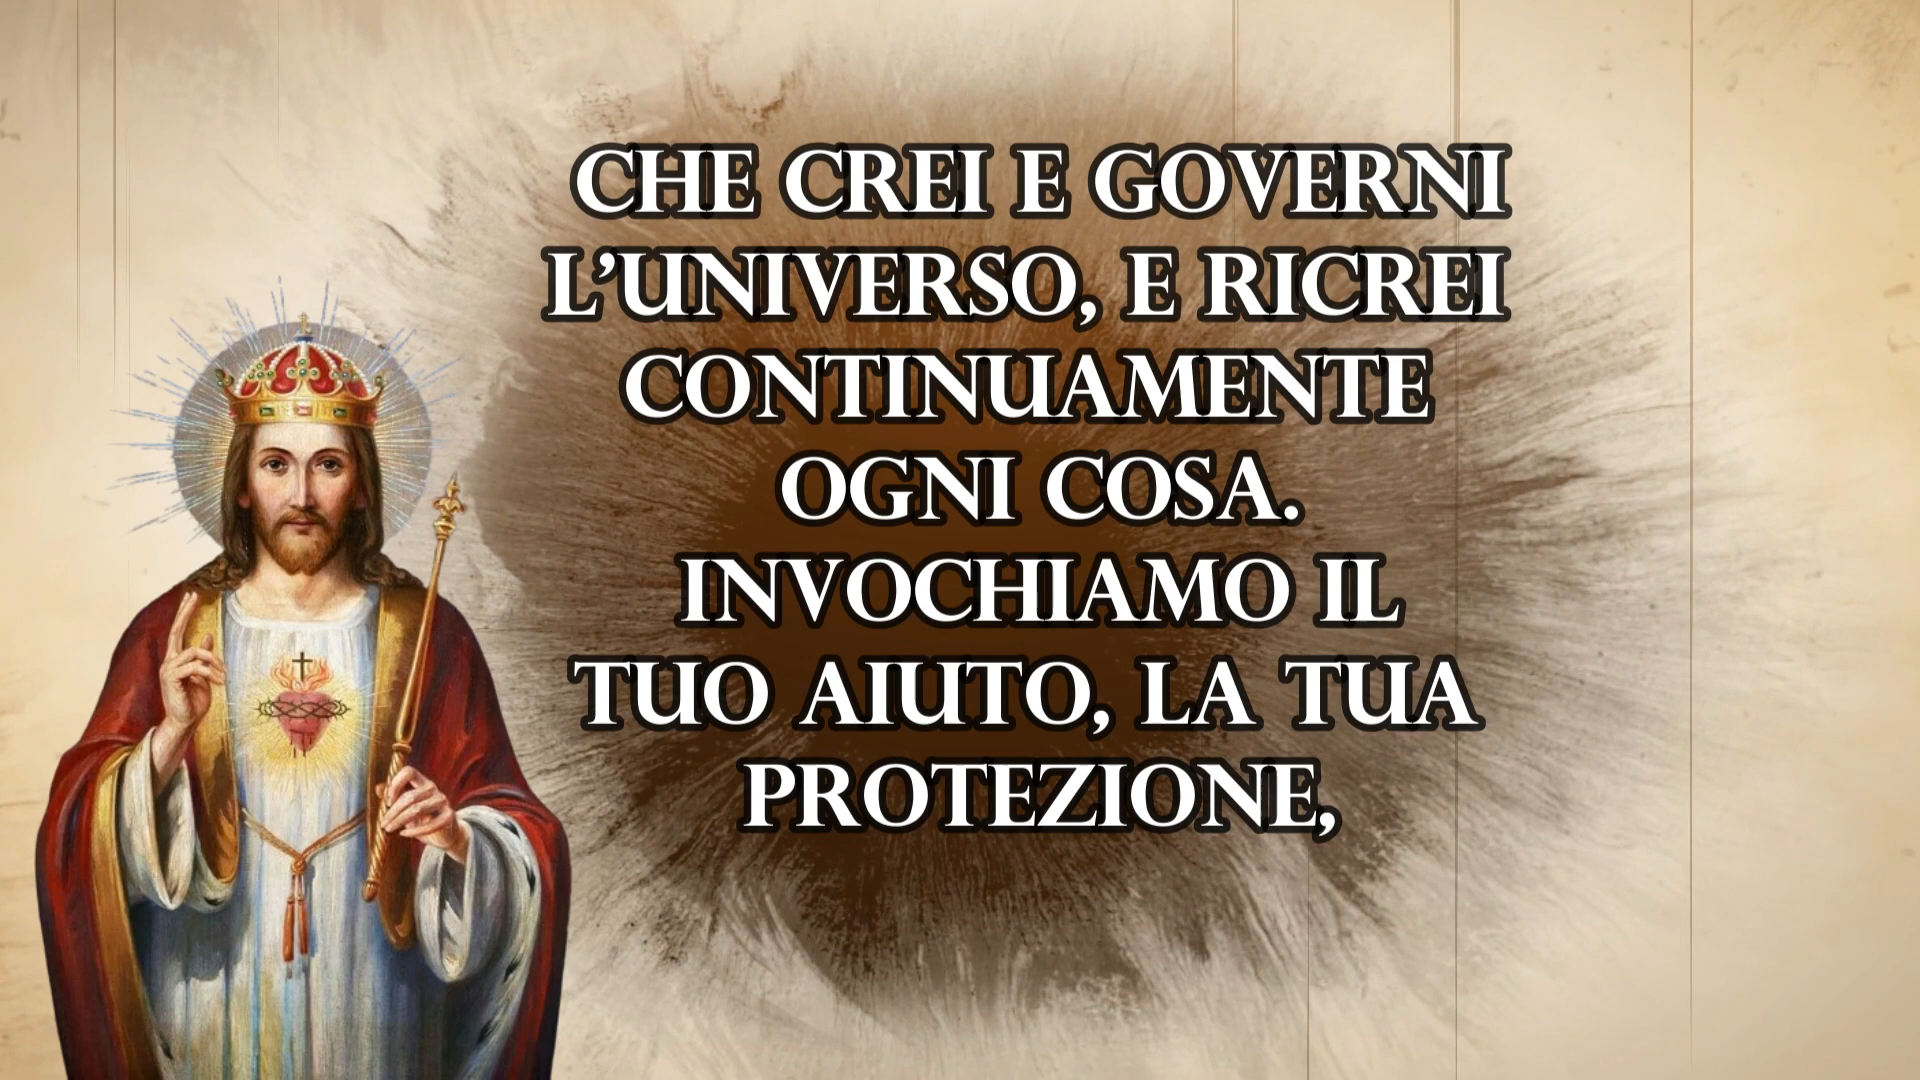 CHE CREI E GOVERNI
L’UNIVERSO, E RICREI
CONTINUAMENTE
OGNI COSA.
INVOCHIAMO IL
TUO AIUTO, LA TUA
PROTEZIONE,